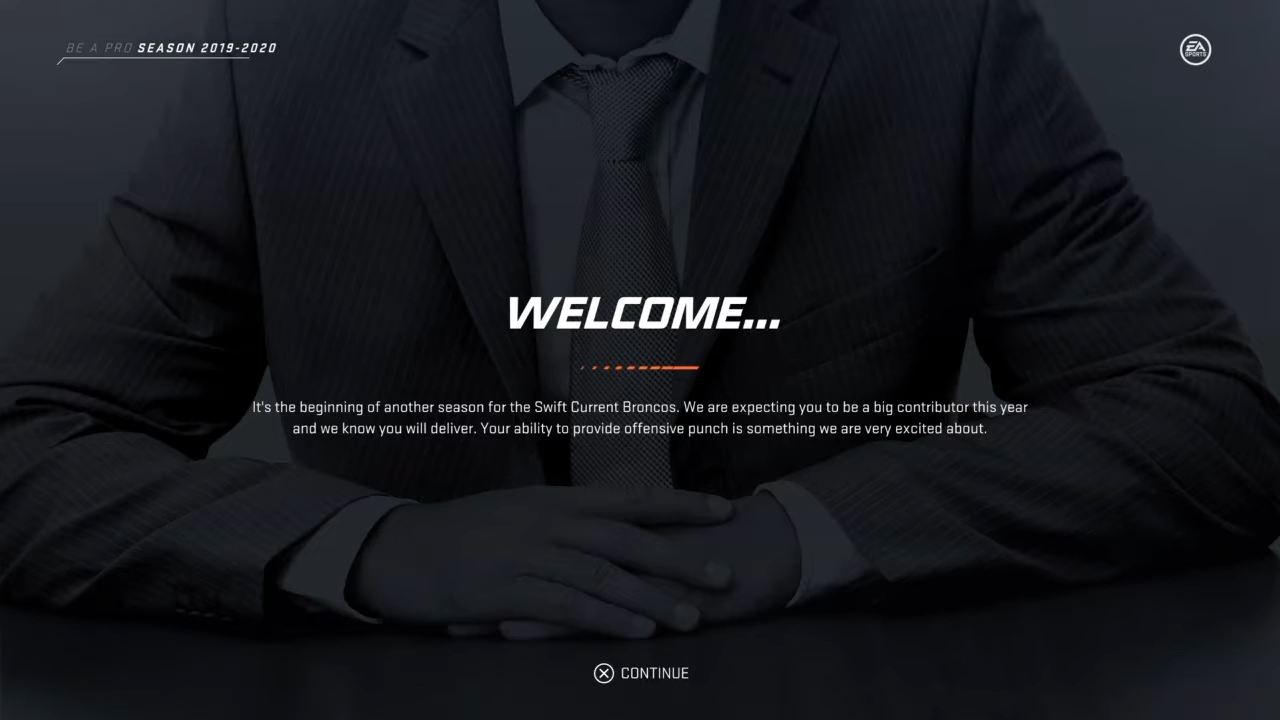 BE A PRO SEASON 2019-2020
EA
SPORTS
WELCOME...
It's the beginning of another season for the Swift Current Broncos. We are expecting you to be a big contributor this year
and we know you will deliver. Your ability to provide offensive punch is something we are very excited about.
CONTINUE